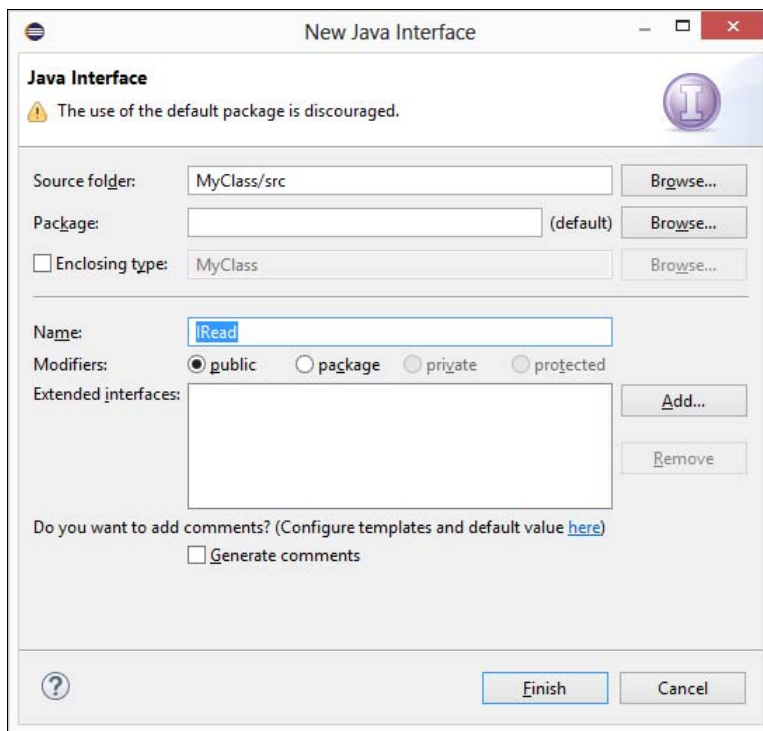 New Java Interface
Java Interface
The use of the default package is discouraged.
Source folder: MyClass/src Browse...
Package: (default) Browse...
Enclosing type: MyClass Browse...
Name: IRead
Modifiers: public package private protected
Extended interfaces: Add...
Remove
Do you want to add comments? (Configure templates and default value here)
Generate comments
Finish Cancel